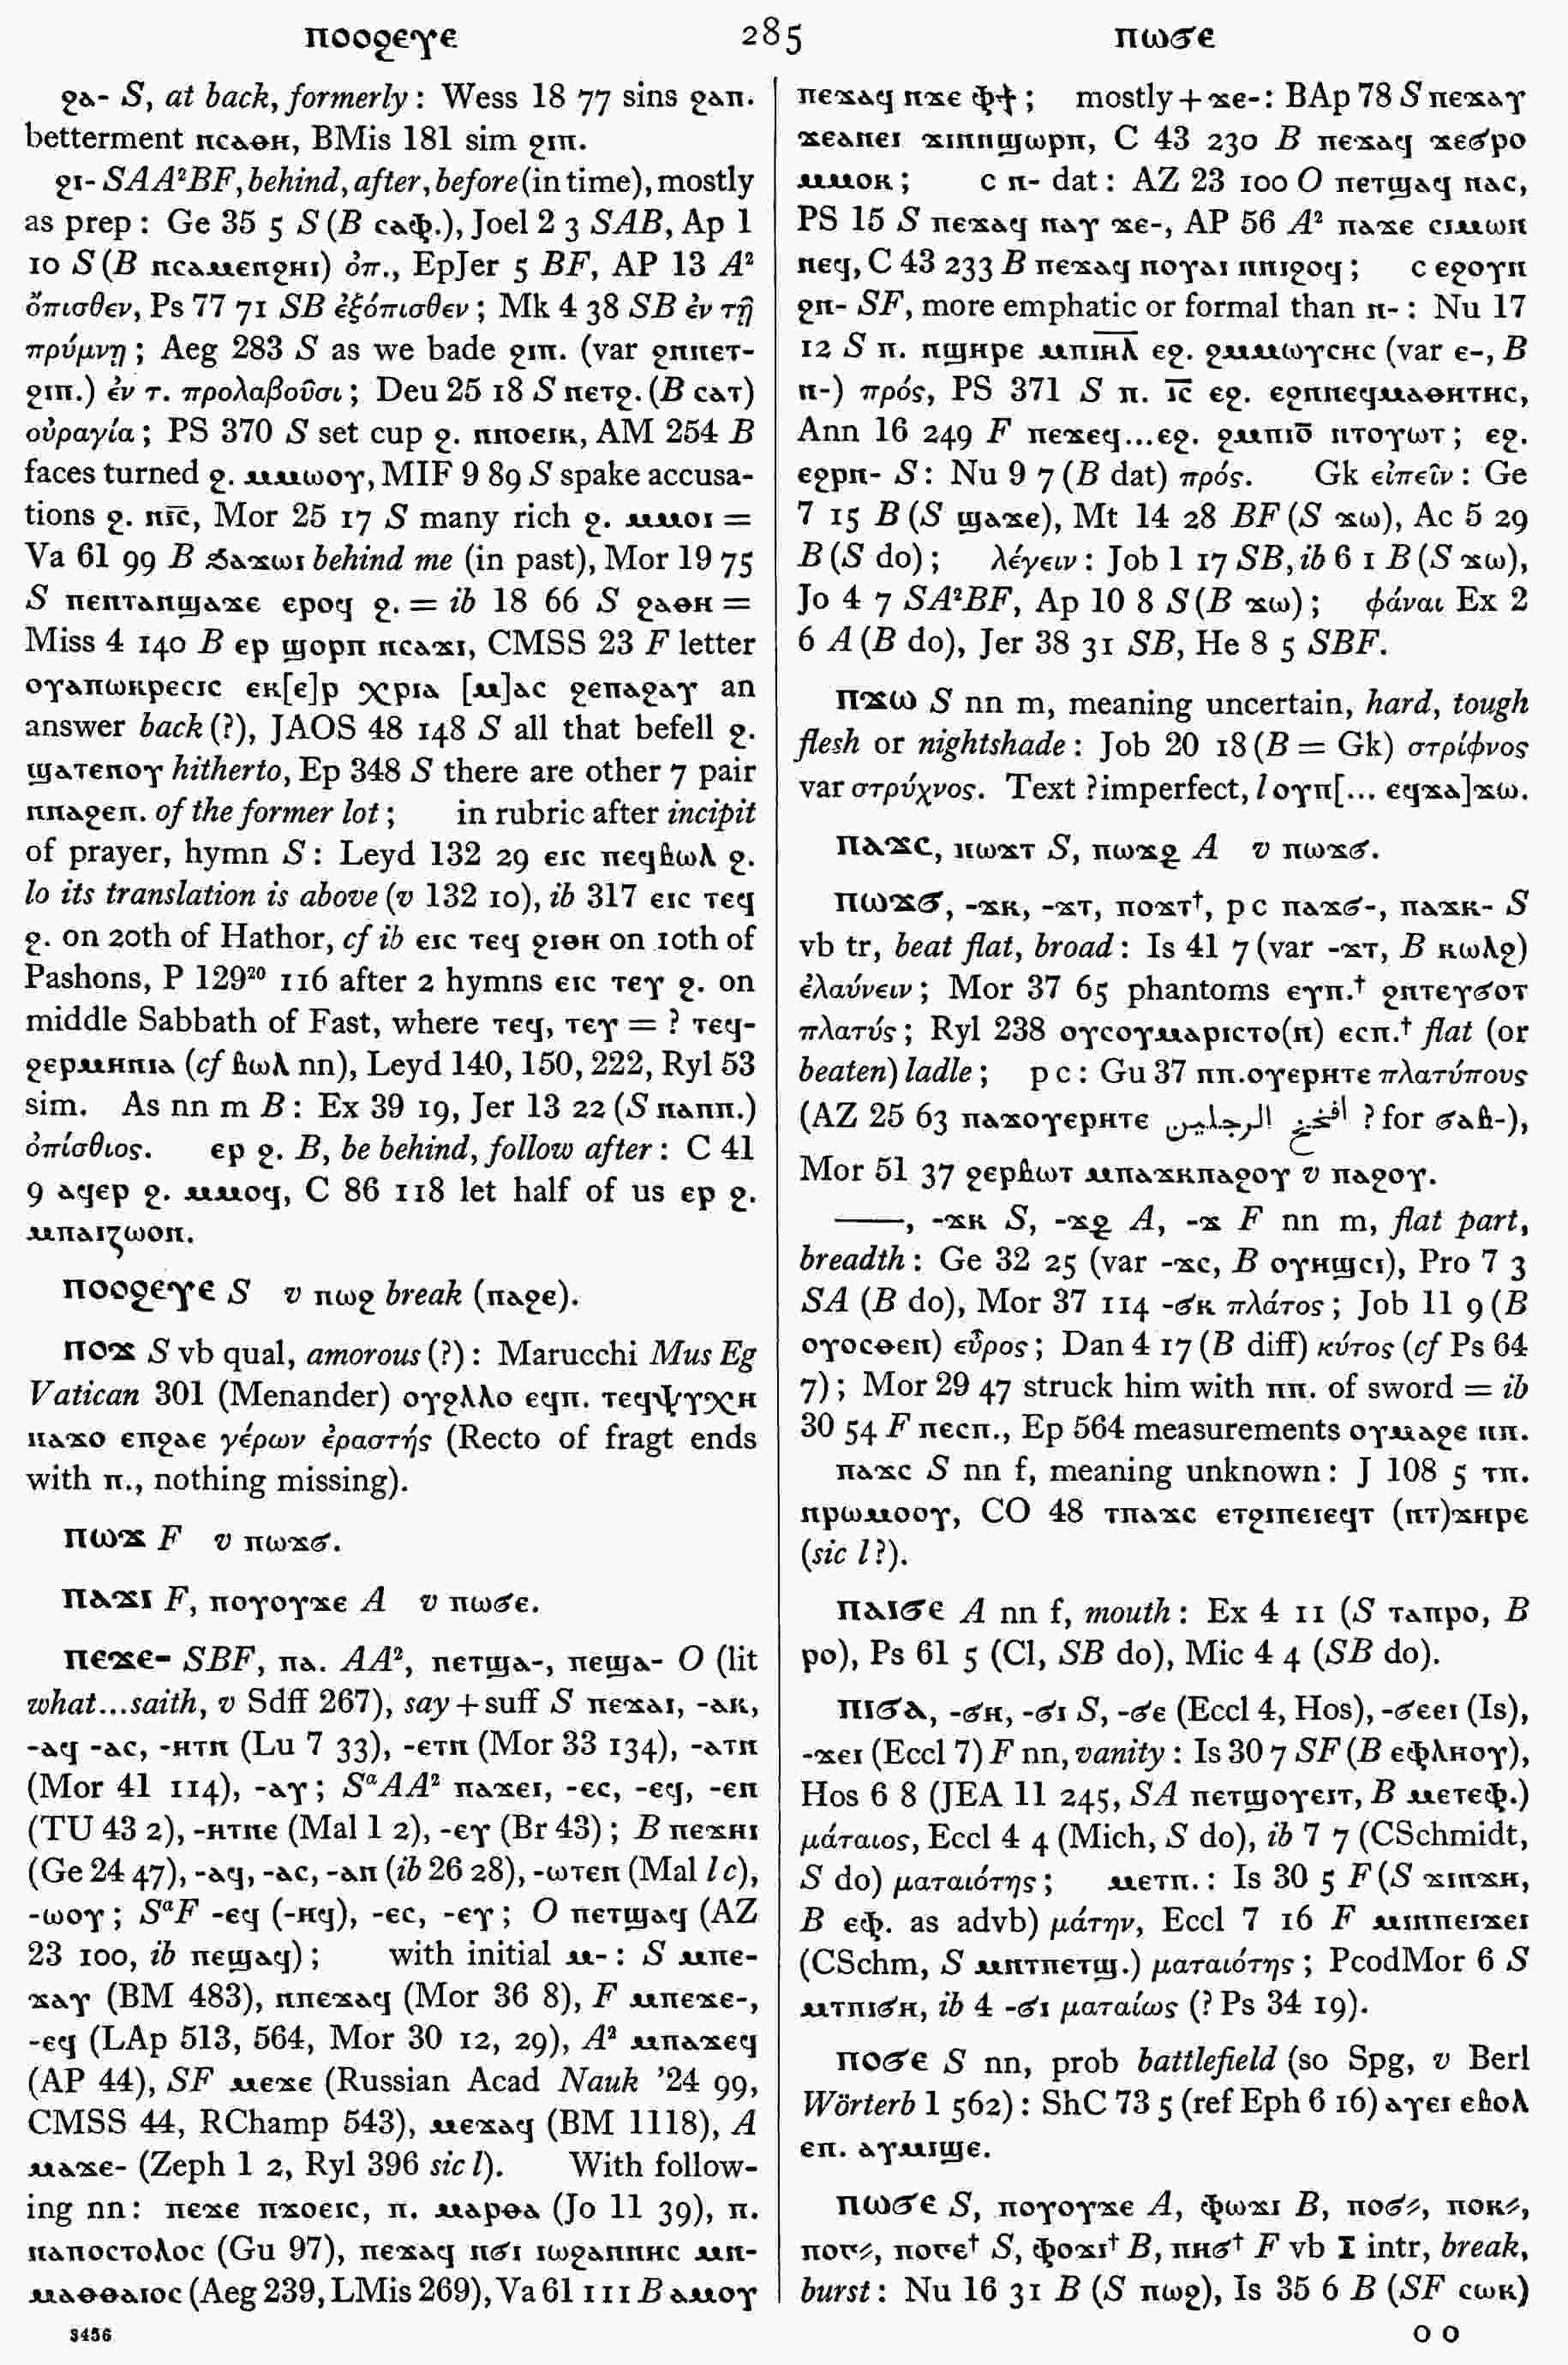 ⲡⲟⲟϩⲉⲩⲉ 285 ⲡⲱϭⲉ
ϩⲁ- S, at back, formerly: Wess 18 77 sins ϩⲁⲡ.
betterment ⲛⲥⲁⲑⲏ, BMis 181 sim ϩⲓⲡ.
ϩⲓ- SAA²BF, behind, after, before (in time), mostly
as prep: Ge 35 5 S (B ⲥⲁⲫ.), Joel 2 3 SAB, Ap 1
10 S (B ⲛⲥⲁⲙⲉⲛϩⲏⲓ) ὀπ., EpJer 5 BF, AP 13 A²
ὄπισθεν, Ps 77 71 SB ἐξόπισθεν; Mk 4 38 SB ἐν τῇ
πρύμνῃ; Aeg 283 S as we bade ϩⲓⲡ. (var ϩⲛⲡⲉⲧ-
ϩⲓⲡ.) ἐν τ. προλαβοῦσι; Deu 25 18 S ⲡⲉⲧϩ. (B ⲥⲁⲧ)
οὐραγία; PS 370 S set cup ϩ. ⲛⲛⲟⲉⲓⲕ, AM 254 B
faces turned ϩ. ⲙⲙⲱⲟⲩ, MIF 9 89 S spake accusa-
tions ϩ. ⲛⲓ̅ⲥ̅, Mor 25 17 S many rich ϩ. ⲙⲙⲟⲓ =
Va 61 99 B ϧⲁϫⲱⲓ behind me (in past), Mor 19 75
S ⲡⲉⲛⲧⲁⲛϣⲁϫⲉ ⲉⲣⲟϥ ϩ. = ib 18 66 S ϩⲁⲑⲏ =
Miss 4 140 B ⲉⲣ ϣⲟⲣⲡ ⲛⲥⲁϫⲓ, CMSS 23 F letter
ⲟⲩⲁⲡⲱⲕⲣⲉⲥⲓⲥ ⲉⲕ[ⲉ]ⲣ ⲭⲣⲓⲁ [ⲙ]ⲁⲥ ϩⲉⲡⲁϩⲁⲩ an
answer back (?), JAOS 48 148 S all that befell ϩ.
ϣⲁⲧⲉⲛⲟⲩ hitherto, Ep 348 S there are other 7 pair
ⲛⲛⲁϩⲉⲡ. of the former lot; in rubric after incipit
of prayer, hymn S: Leyd 132 29 ⲉⲓⲥ ⲡⲉϥⲃⲱⲗ ϩ.
lo its translation is above (v 132 10), ib 317 ⲉⲓⲥ ⲧⲉϥ
ϩ. on 20th of Hathor, cf ib ⲉⲓⲥ ⲧⲉϥ ϩⲓⲑⲏ on 10th of
Pashons, P 129²⁰ 116 after 2 hymns ⲉⲓⲥ ⲧⲉⲩ ϩ. on
middle Sabbath of Fast, where ⲧⲉϥ, ⲧⲉⲩ = ? ⲧⲉϥ-
ϩⲉⲣⲙⲏⲛⲓⲁ (cf ⲃⲱⲗ nn), Leyd 140, 150, 222, Ryl 53
sim. As nn m B: Ex 39 19, Jer 13 22 (S ⲛⲁⲡⲡ.)
ὀπίσθιος. ⲉⲣ ϩ. B, be behind, follow after: C 41
9 ⲁϥⲉⲣ ϩ. ⲙⲙⲟϥ, C 86 118 let half of us ⲉⲣ ϩ.
ⲙⲡⲁⲓⲍⲱⲟⲛ.
ⲡⲟⲟϩⲉⲩⲉ S v ⲡⲱϩ break (ⲡⲁϩⲉ).
ⲡⲟϫ S vb qual, amorous (?): Marucchi Mus Eg
Vatican 301 (Menander) ⲟⲩϩⲗⲗⲟ ⲉϥⲡ. ⲧⲉϥⲯⲩⲭⲏ
ⲛⲁϫⲟ ⲉⲡϩⲁⲉ γέρων ἐραστής (Recto of fragt ends
with ⲡ., nothing missing).
ⲡⲱϫ F v ⲡⲱϫϭ.
ⲡⲁϫⲓ F, ⲡⲟⲩⲟⲩϫⲉ A v ⲡⲱϭⲉ.
ⲡⲉϫⲉ- SBF, ⲡⲁ. AA², ⲡⲉⲧϣⲁ-, ⲡⲉϣⲁ- O (lit
what...saith, v Sdff 267), say + suff S ⲡⲉϫⲁⲓ, -ⲁⲕ,
-ⲁϥ -ⲁⲥ, -ⲏⲧⲛ (Lu 7 33), -ⲉⲧⲛ (Mor 33 134), -ⲁⲧⲛ
(Mor 41 114), -ⲁⲩ; SᵃAA² ⲡⲁϫⲉⲓ, -ⲉⲥ, -ⲉϥ, -ⲉⲛ
(TU 43 2), -ⲏⲧⲛⲉ (Mal 1 2), -ⲉⲩ (Br 43); B ⲡⲉϫⲏⲓ
(Ge 24 47), -ⲁϥ, -ⲁⲥ, -ⲁⲛ (ib 26 28), -ⲱⲧⲉⲛ (Mal l c),
-ⲱⲟⲩ; SᵃF -ⲉϥ (-ⲏϥ), -ⲉⲥ, -ⲉⲩ; O ⲡⲉⲧϣⲁϥ (AZ
23 100, ib ⲡⲉϣⲁϥ); with initial ⲙ-: S ⲙⲡⲉ-
ϫⲁⲩ (BM 483), ⲛⲡⲉϫⲁϥ (Mor 36 8), F ⲙⲡⲉϫⲉ-,
-ⲉϥ (LAp 513, 564, Mor 30 12, 29), A² ⲙⲡⲁϫⲉϥ
(AP 44), SF ⲙⲉϫⲉ (Russian Acad Nauk ’24 99,
CMSS 44, RChamp 543), ⲙⲉϫⲁϥ (BM 1118), A
ⲙⲁϫⲉ- (Zeph 1 2, Ryl 396 sic l). With follow-
ing nn: ⲡⲉϫⲉ ⲡϫⲟⲉⲓⲥ, ⲡ. ⲙⲁⲣⲑⲁ (Jo 11 39), ⲡ.
ⲛⲁⲡⲟⲥⲧⲟⲗⲟⲥ (Gu 97), ⲡⲉϫⲁϥ ⲛϭⲓ ⲓⲱϩⲁⲛⲛⲏⲥ ⲙⲛ-
ⲙⲁⲑⲑⲁⲓⲟⲥ (Aeg 239, LMis 269), Va 61 111 B ⲁⲙⲟⲩ
3456
ⲡⲉϫⲁϥ ⲛϫⲉ ⲫϯ; mostly + ϫⲉ-: BAp 78 S ⲡⲉϫⲁⲩ
ϫⲉⲁⲛⲉⲓ ϫⲓⲛⲛϣⲱⲣⲡ, C 43 230 B ⲡⲉϫⲁϥ ϫⲉϭⲣⲟ
ⲙⲙⲟⲕ; c ⲛ- dat: AZ 23 100 O ⲡⲉⲧϣⲁϥ ⲛⲁⲥ,
PS 15 S ⲡⲉϫⲁϥ ⲛⲁⲩ ϫⲉ-, AP 56 A² ⲡⲁϫⲉ ⲥⲓⲙⲱⲛ
ⲛⲉϥ, C 43 233 B ⲡⲉϫⲁϥ ⲛⲟⲩⲁⲓ ⲛⲛⲓϩⲟϥ; c ⲉϩⲟⲩⲛ
ϩⲛ- SF, more emphatic or formal than ⲛ-: Nu 17
12 S ⲡ. ⲛϣⲏⲣⲉ ⲙⲡⲓ̅ⲏ̅ⲗ̅ ⲉϩ. ϩⲙⲙⲱⲩⲥⲏⲥ (var ⲉ-, B
ⲛ-) πρός, PS 371 S ⲡ. ⲓ̅ⲥ̅ ⲉϩ. ⲉϩⲛⲛⲉϥⲙⲁⲑⲏⲧⲏⲥ,
Ann 16 249 F ⲡⲉϫⲉϥ...ⲉϩ. ϩⲙⲡⲓⲟ̅ ⲛⲧⲟⲩⲱⲧ; ⲉϩ.
ⲉϩⲣⲛ- S: Nu 9 7 (B dat) πρός. Gk εἰπεῖν: Ge
7 15 B (S ϣⲁϫⲉ), Mt 14 28 BF (S ϫⲱ), Ac 5 29
B (S do); λέγειν: Job 1 17 SB, ib 6 1 B (S ϫⲱ),
Jo 4 7 SA²BF, Ap 10 8 S (B ϫⲱ); φάναι Ex 2
6 A (B do), Jer 38 31 SB, He 8 5 SBF.
ⲡϫⲱ S nn m, meaning uncertain, hard, tough
flesh or nightshade: Job 20 18 (B = Gk) στρίφνος
var στρύχνος. Text ? imperfect, l ⲟⲩⲡ[... ⲉϥϫⲁ]ϫⲱ.
ⲡⲁϫⲥ, ⲡⲱϫⲧ S, ⲡⲱϫϩ A v ⲡⲱϫϭ.
ⲡⲱϫϭ, -ϫⲕ, -ϫⲧ, ⲡⲟϫⲧ†, p c ⲡⲁϫϭ-, ⲡⲁϫⲕ- S
vb tr, beat flat, broad: Is 41 7 (var -ϫⲧ, B ⲕⲱⲗϩ)
ἐλαύνειν; Mor 37 65 phantoms ⲉⲩⲡ.† ϩⲛⲧⲉⲩϭⲟⲧ
πλατύς; Ryl 238 ⲟⲩⲥⲟⲩⲙⲁⲣⲓⲥⲧⲟ(ⲛ) ⲉⲥⲡ.† flat (or
beaten) ladle; p c: Gu 37 ⲛⲡ.ⲟⲩⲉⲣⲏⲧⲉ πλατύπους
(AZ 25 63 ⲡⲁϫⲟⲩⲉⲣⲏⲧⲉ الرجلين ? for ϭⲁⲃ-),
Mor 51 37 ϩⲉⲣⲃⲱⲧ ⲙⲡⲁϫⲕⲡⲁϩⲟⲩ v ⲡⲁϩⲟⲩ.
——, -ϫⲕ S, -ϫϩ A, -ϫ F nn m, flat part,
breadth: Ge 32 25 (var -ϫⲥ, B ⲟⲩⲏϣⲥⲓ), Pro 7 3
SA (B do), Mor 37 114 -ϭⲕ πλάτος; Job 11 9 (B
ⲟⲩⲟⲥⲑⲉⲛ) εὖρος; Dan 4 17 (B diff) κύτος (cf Ps 64
7); Mor 29 47 struck him with ⲡⲡ. of sword = ib
30 54 F ⲡⲉⲥⲡ., Ep 564 measurements ⲟⲩⲙⲁϩⲉ ⲛⲡ.
ⲡⲁϫⲥ S nn f, meaning unknown: J 108 5 ⲧⲡ.
ⲛⲣⲱⲙⲟⲟⲩ, CO 48 ⲧⲡⲁϫⲥ ⲉⲧϩⲓⲡⲉⲓⲉϥⲧ (ⲛⲧ)ϫⲏⲣⲉ
(sic l ?).
ⲡⲁⲓϭⲉ A nn f, mouth: Ex 4 11 (S ⲧⲁⲡⲣⲟ, B
ⲣⲟ), Ps 61 5 (Cl, SB do), Mic 4 4 (SB do).
ⲡⲓϭⲁ, -ϭⲏ, -ϭⲓ S, -ϭⲉ (Eccl 4, Hos), -ϭⲉⲉⲓ (Is),
-ϫⲉⲓ (Eccl 7) F nn, vanity: Is 30 7 SF (B ⲉⲫⲗⲏⲟⲩ),
Hos 6 8 (JEA 11 245, SA ⲡⲉⲧϣⲟⲩⲉⲓⲧ, B ⲙⲉⲧⲉⲫ.)
μάταιος, Eccl 4 4 (Mich, S do), ib 7 7 (CSchmidt,
S do) ματαιότης; ⲙⲉⲧⲡ.: Is 30 5 F (S ϫⲓⲛϫⲏ,
B ⲉⲫ. as advb) μάτην, Eccl 7 16 F ⲙⲓⲛⲡⲉⲓϫⲉⲓ
(CSchm, S ⲙⲛⲧⲡⲉⲧϣ.) ματαιότης; PcodMor 6 S
ⲙⲧⲡⲓϭⲏ, ib 4 -ϭⲓ ματαίως (? Ps 34 19).
ⲡⲟϭⲉ S nn, prob battlefield (so Spg, v Berl
Wörterb 1 562): ShC 73 5 (ref Eph 6 16) ⲁⲩⲉⲓ ⲉⲃⲟⲗ
ⲉⲡ. ⲁⲩⲙⲓϣⲉ.
ⲡⲱϭⲉ S, ⲡⲟⲩⲟⲩϫⲉ A, ⲫⲱϫⲓ B, ⲡⲟϭ⸗, ⲡⲟⲕ⸗,
ⲡⲟϭ⸗, ⲡⲟϭⲉ† S, ⲫⲟϫⲓ† B, ⲡⲏϭ† F vb I intr, break,
burst: Nu 16 31 B (S ⲡⲱϩ), Is 35 6 B (SF ⲥⲱⲕ)
O O